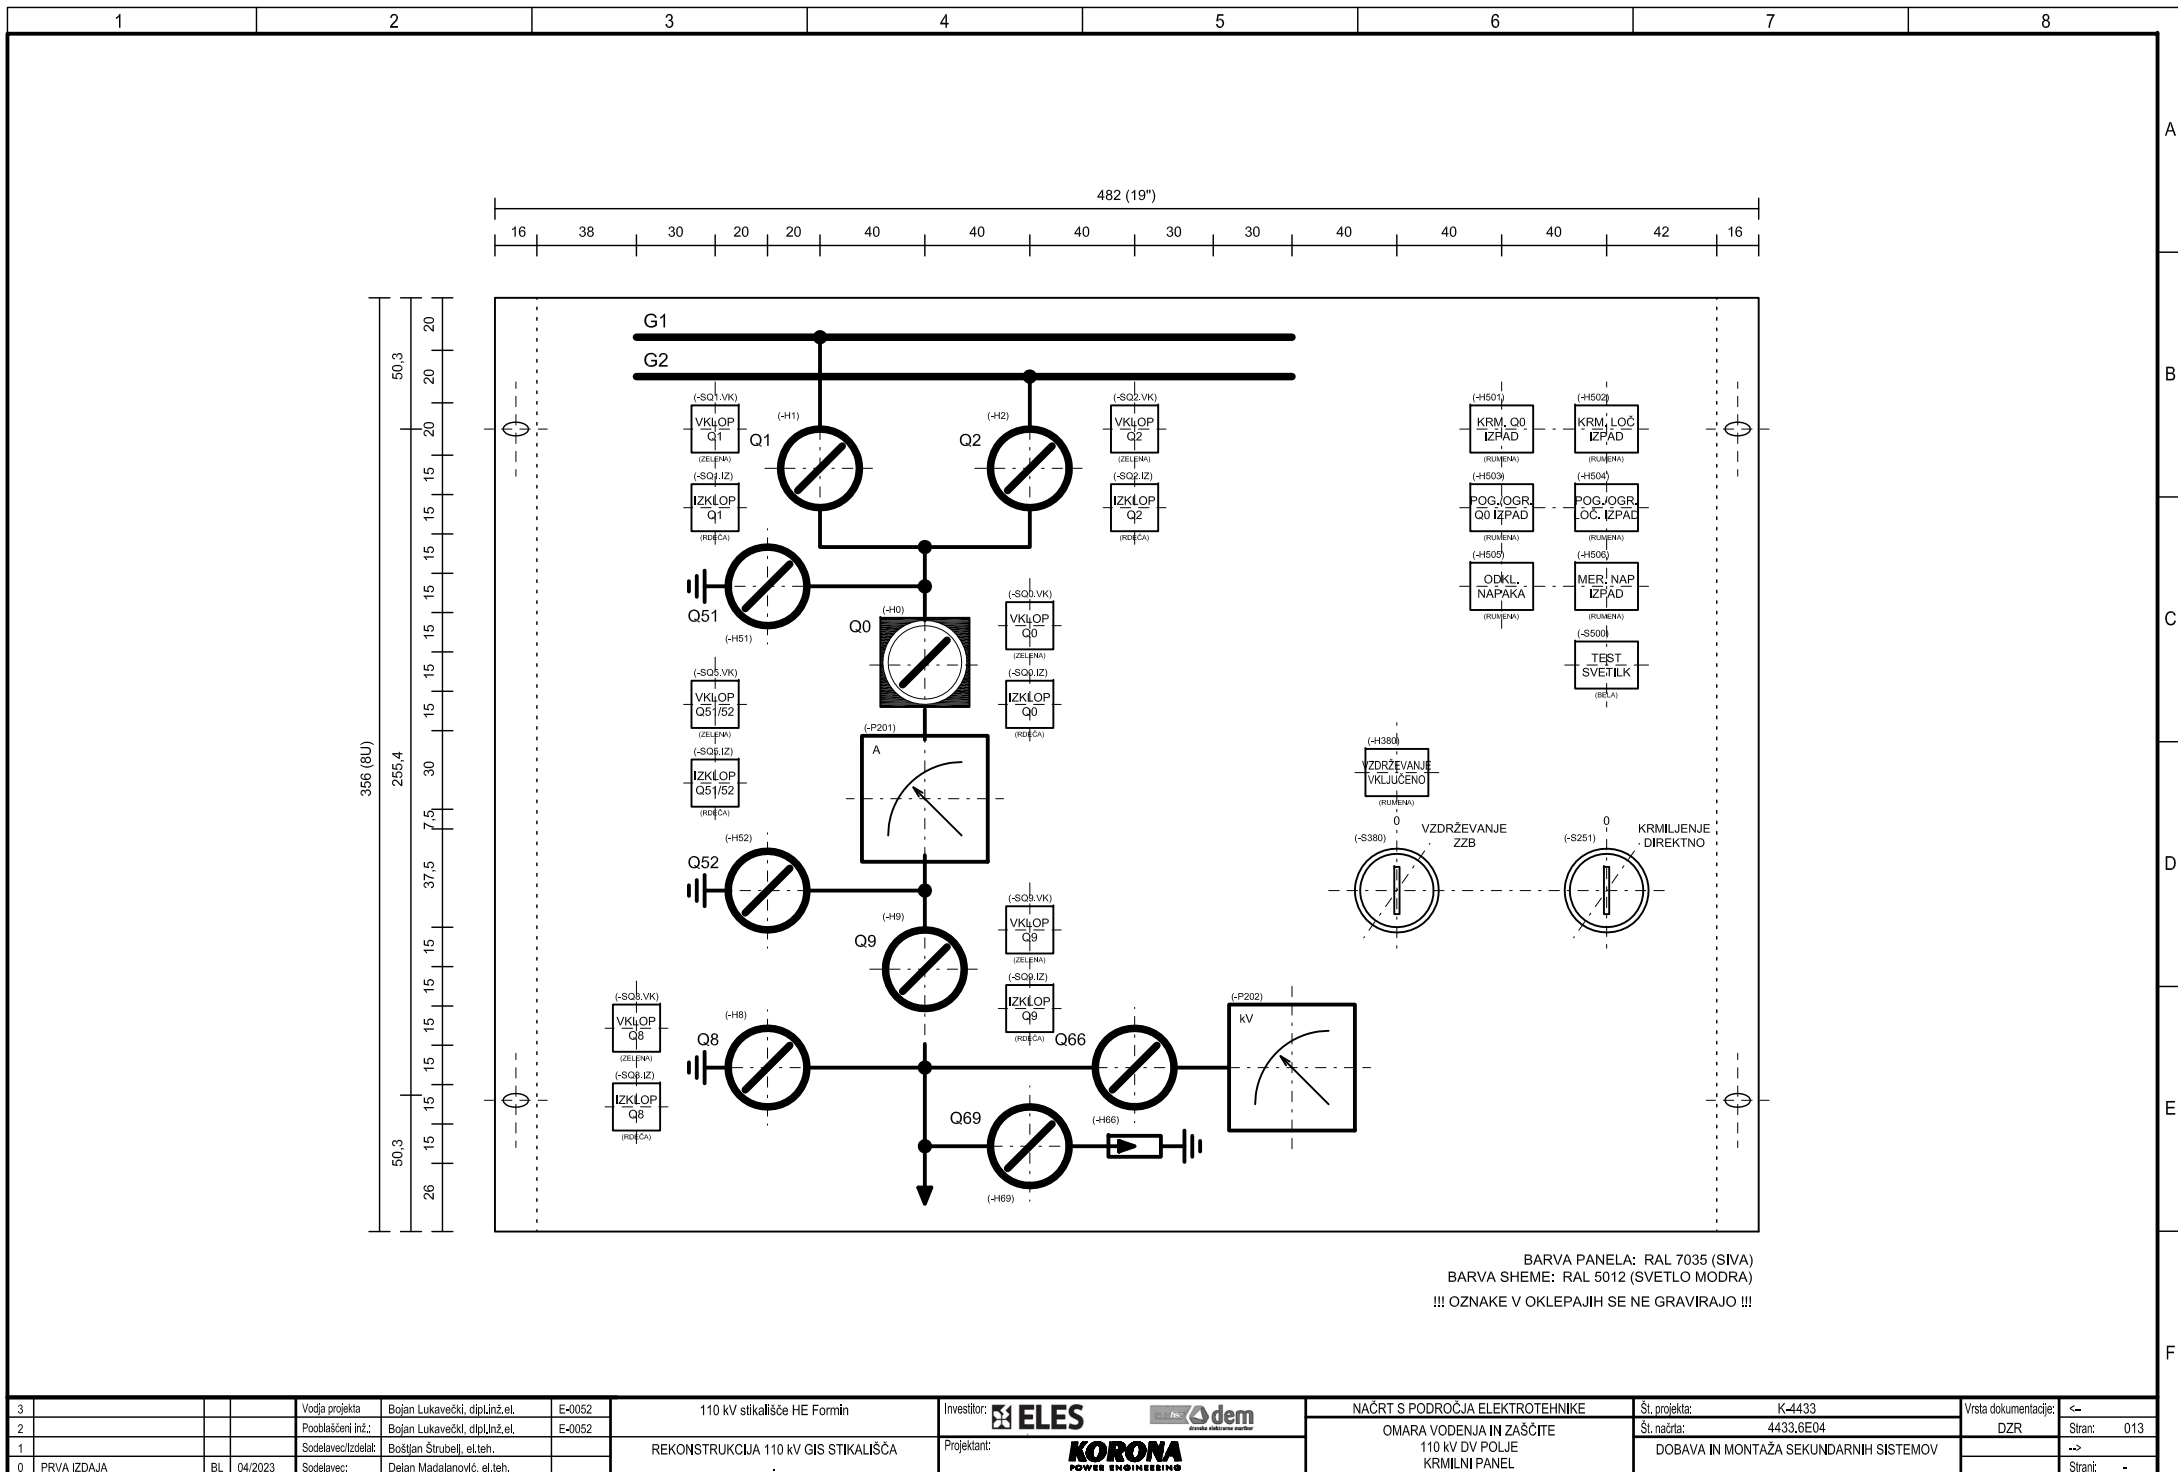 1 2 3 4 5 6 7 8
A
B
C
D
E
F
482 (19")
16 38 30 20 20 40 40 40 30 30 40 40 40 42 16
356 (8U)
50,3
255,4
50,3
20
20
20
15
15
15
15
15
15
15
30
7,5
37,5
15
15
15
15
15
15
26
G1
G2
(-SQ1.VK)
VKLOP
Q1
(ZELENA)
(-SQ1.IZ)
IZKLOP
Q1
(RDEČA)
(-H1)
Q1
(-H2)
Q2
(-SQ2.VK)
VKLOP
Q2
(ZELENA)
(-SQ2.IZ)
IZKLOP
Q2
(RDEČA)
(-H501)
KRM. Q0
IZPAD
(RUMENA)
(-H502)
KRM. LOČ
IZPAD
(RUMENA)
(-H503)
POG./OGR.
Q0 IZPAD
(RUMENA)
(-H504)
POG./OGR.
LOČ. IZPAD
(RUMENA)
(-H505)
ODKL.
NAPAKA
(RUMENA)
(-H506)
MER. NAP
IZPAD
(RUMENA)
(-S500)
TEST
SVETILK
(BELA)
Q51
(-H51)
(-H0)
Q0
(-SQ0.VK)
VKLOP
Q0
(ZELENA)
(-SQ0.IZ)
IZKLOP
Q0
(RDEČA)
(-SQ5.VK)
VKLOP
Q51/52
(ZELENA)
(-SQ5.IZ)
IZKLOP
Q51/52
(RDEČA)
(-P201)
A
(-H380)
VZDRŽEVANJE
VKLJUČENO
(RUMENA)
0
(-S380)
VZDRŽEVANJE
ZZB
0
(-S251)
KRMILJENJE
DIREKTNO
(-H52)
Q52
(-H9)
Q9
(-SQ9.VK)
VKLOP
Q9
(ZELENA)
(-SQ9.IZ)
IZKLOP
Q9
(RDEČA)
(-SQ8.VK)
VKLOP
Q8
(ZELENA)
(-SQ8.IZ)
IZKLOP
Q8
(RDEČA)
(-H8)
Q8
Q66
(-P202)
kV
Q69
(-H66)
(-H69)
BARVA PANELA: RAL 7035 (SIVA)
BARVA SHEME: RAL 5012 (SVETLO MODRA)
!!! OZNAKE V OKLEPAJIH SE NE GRAVIRAJO !!!
3
2
1
0 PRVA IZDAJA BL 04/2023
Vodja projekta Bojan Lukavečki, dipl.inž.el. E-0052
Pooblaščeni inž.: Bojan Lukavečki, dipl.inž.el. E-0052
Sodelavec/Izdelal: Boštjan Štrubelj, el.teh.
Sodelavec: Dejan Madalanović, el.teh.
110 kV stikališče HE Formin
REKONSTRUKCIJA 110 kV GIS STIKALIŠČA
Investitor: ELES dem
dravske elektrarne maribor
Projektant: KORONA
POWER ENGINEERING
NAČRT S PODROČJA ELEKTROTEHNIKE
OMARA VODENJA IN ZAŠČITE
110 kV DV POLJE
KRMILNI PANEL
Št. projekta: K-4433
Št. načrta: 4433.6E04
DOBAVA IN MONTAŽA SEKUNDARNIH SISTEMOV
Vrsta dokumentacije:
DZR
<--
Stran: 013
-->
Strani: -